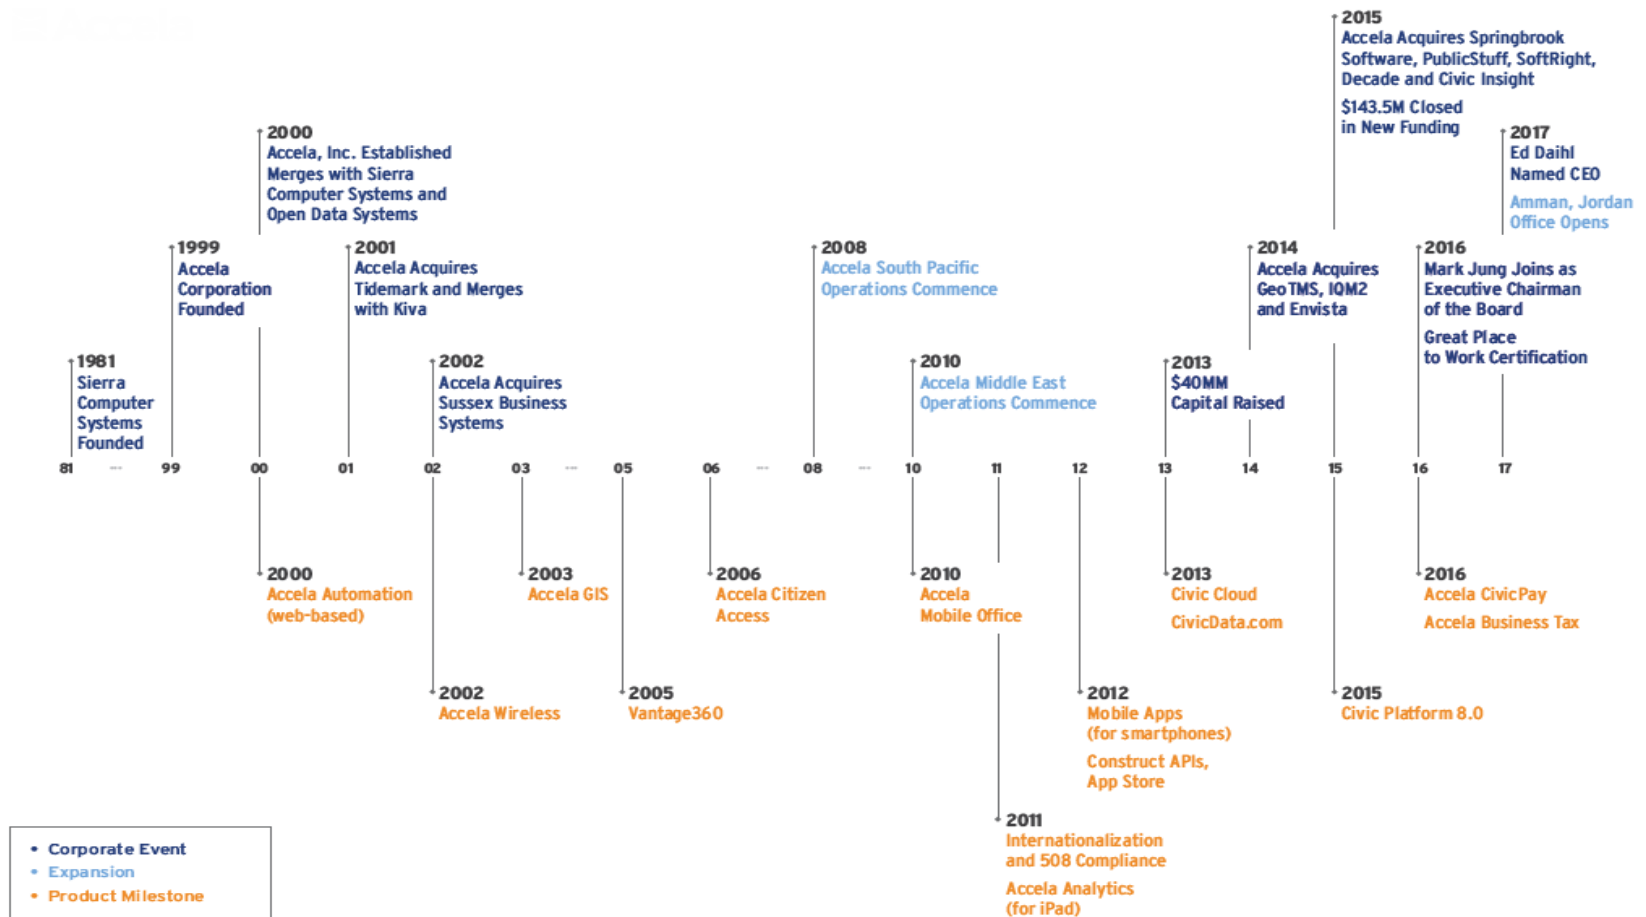 2015
Accela Acquires Springbrook
Software, PublicStuff, SoftRight,
Decade and Civic Insight
$143.5M Closed
in New Funding
2000
Accela, Inc. Established
Merges with Sierra
Computer Systems and
Open Data Systems
2017
Ed Daihl
Named CEO
Amman, Jordan
Office Opens
1999
Accela
Corporation
Founded
2001
Accela Acquires
Tidemark and Merges
with Kiva
2008
Accela South Pacific
Operations Commence
2014
Accela Acquires
GeoTMS, IQM2
and Envista
2016
Mark Jung Joins as
Executive Chairman
of the Board
Great Place
to Work Certification
1981
Sierra
Computer
Systems
Founded
2002
Accela Acquires
Sussex Business
Systems
2010
Accela Middle East
Operations Commence
2013
$40MM
Capital Raised
81 --- 99 00 01 02 03 --- 05 06 --- 08 --- 10 11 12 13 14 15 16 17
2000
Accela Automation
(web-based)
2003
Accela GIS
2006
Accela Citizen
Access
2010
Accela
Mobile Office
2013
Civic Cloud
CivicData.com
2016
Accela CivicPay
Accela Business Tax
2002
Accela Wireless
2005
Vantage360
2012
Mobile Apps
(for smartphones)
Construct APIs,
App Store
2015
Civic Platform 8.0
2011
Internationalization
and 508 Compliance
Accela Analytics
(for iPad)
• Corporate Event
• Expansion
• Product Milestone